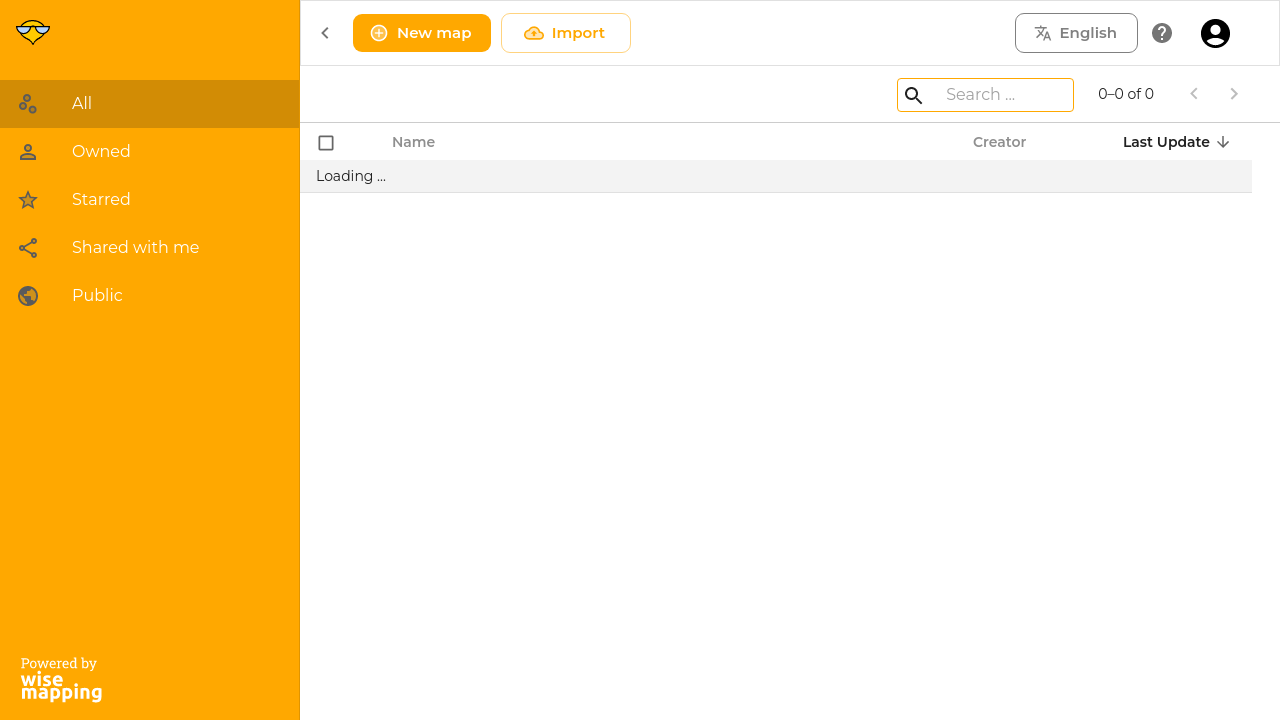 New map
Import
English
All
Owned
Starred
Shared with me
Public
Search ...
0–0 of 0
Name
Creator
Last Update
Loading ...
Powered by
wise
mapping